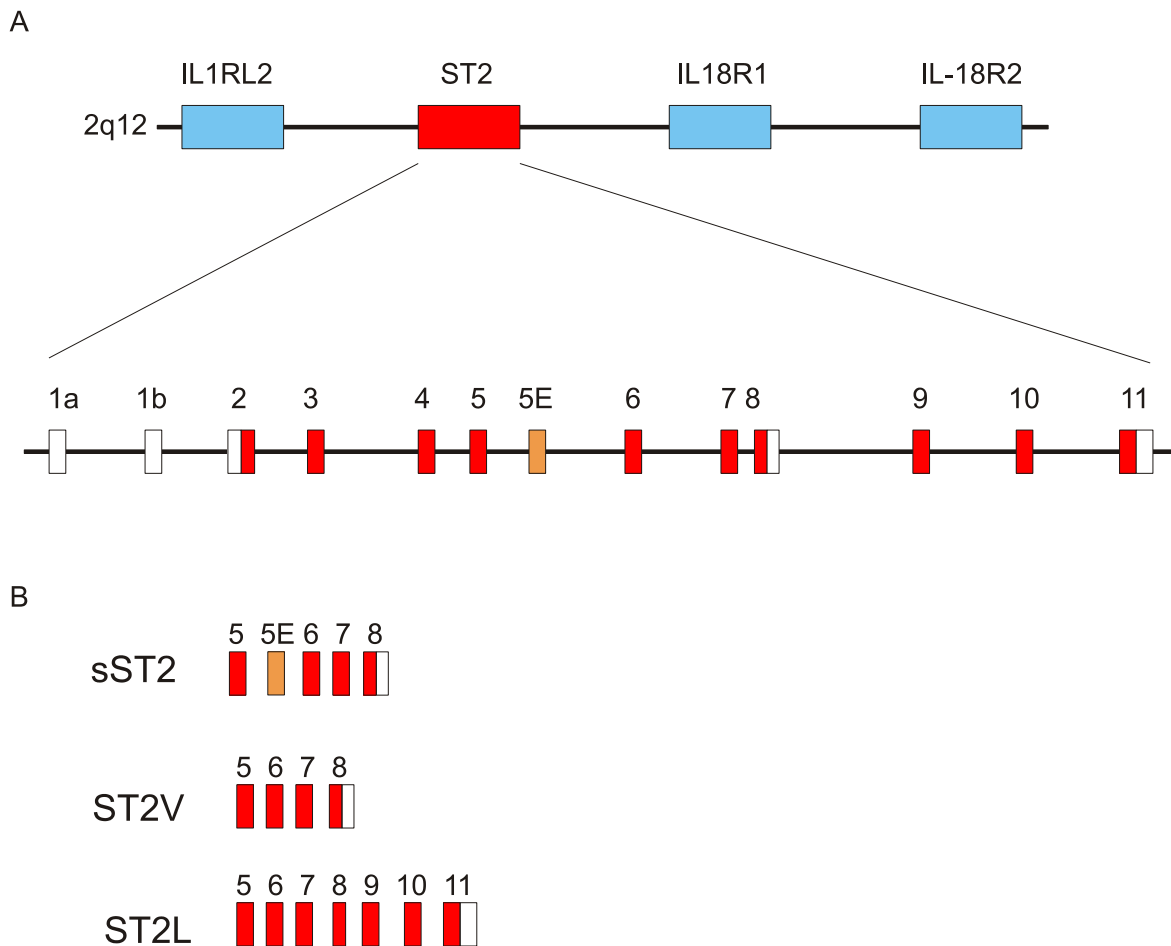 A
IL1RL2 ST2 IL18R1 IL-18R2
2q12
1a 1b 2 3 4 5 5E 6 7 8 9 10 11
B
5 5E 6 7 8
sST2
5 6 7 8
ST2V
5 6 7 8 9 10 11
ST2L